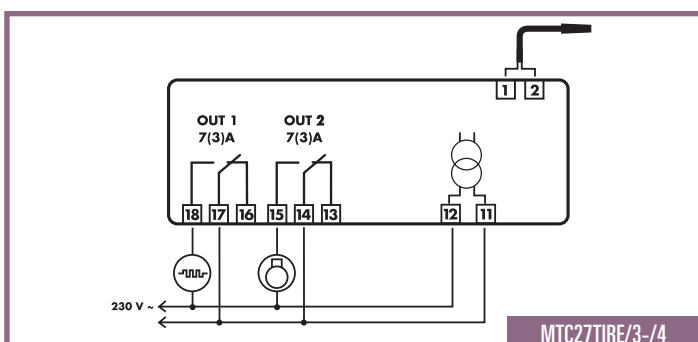 1 2
OUT 1 OUT 2
7(3)A 7(3)A
18 17 16 15 14 13 12 11
230 V ~
MTC27TIRE/3-/4